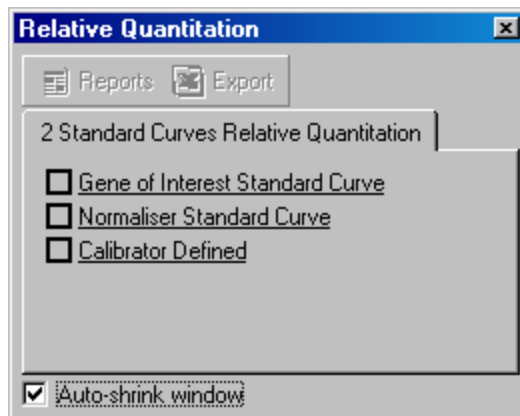 Relative Quantitation
Reports Export
2 Standard Curves Relative Quantitation
Gene of Interest Standard Curve
Normaliser Standard Curve
Calibrator Defined
Auto-shrink window